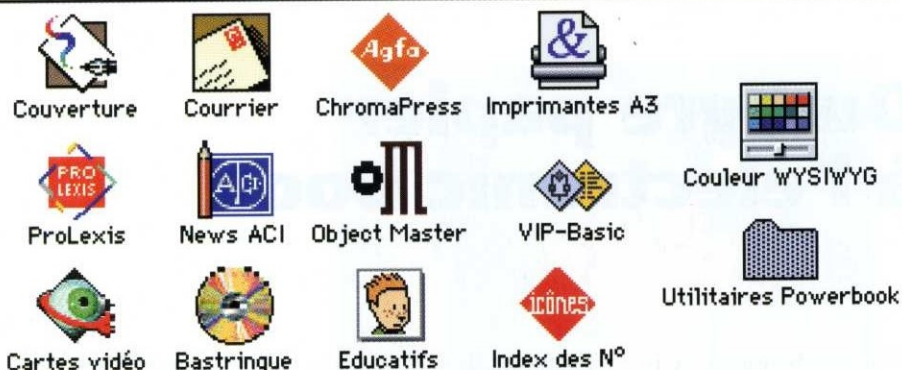 Agfa
&
Couverture
Courrier
ChromaPress
Imprimantes A3
Couleur WYSIWYG
PRO
LEXIS
ACI
ProLexis
News ACI
Object Master
VIP-Basic
Utilitaires Powerbook
icônes
Cartes vidéo
Bastringue
Educatifs
Index des N°